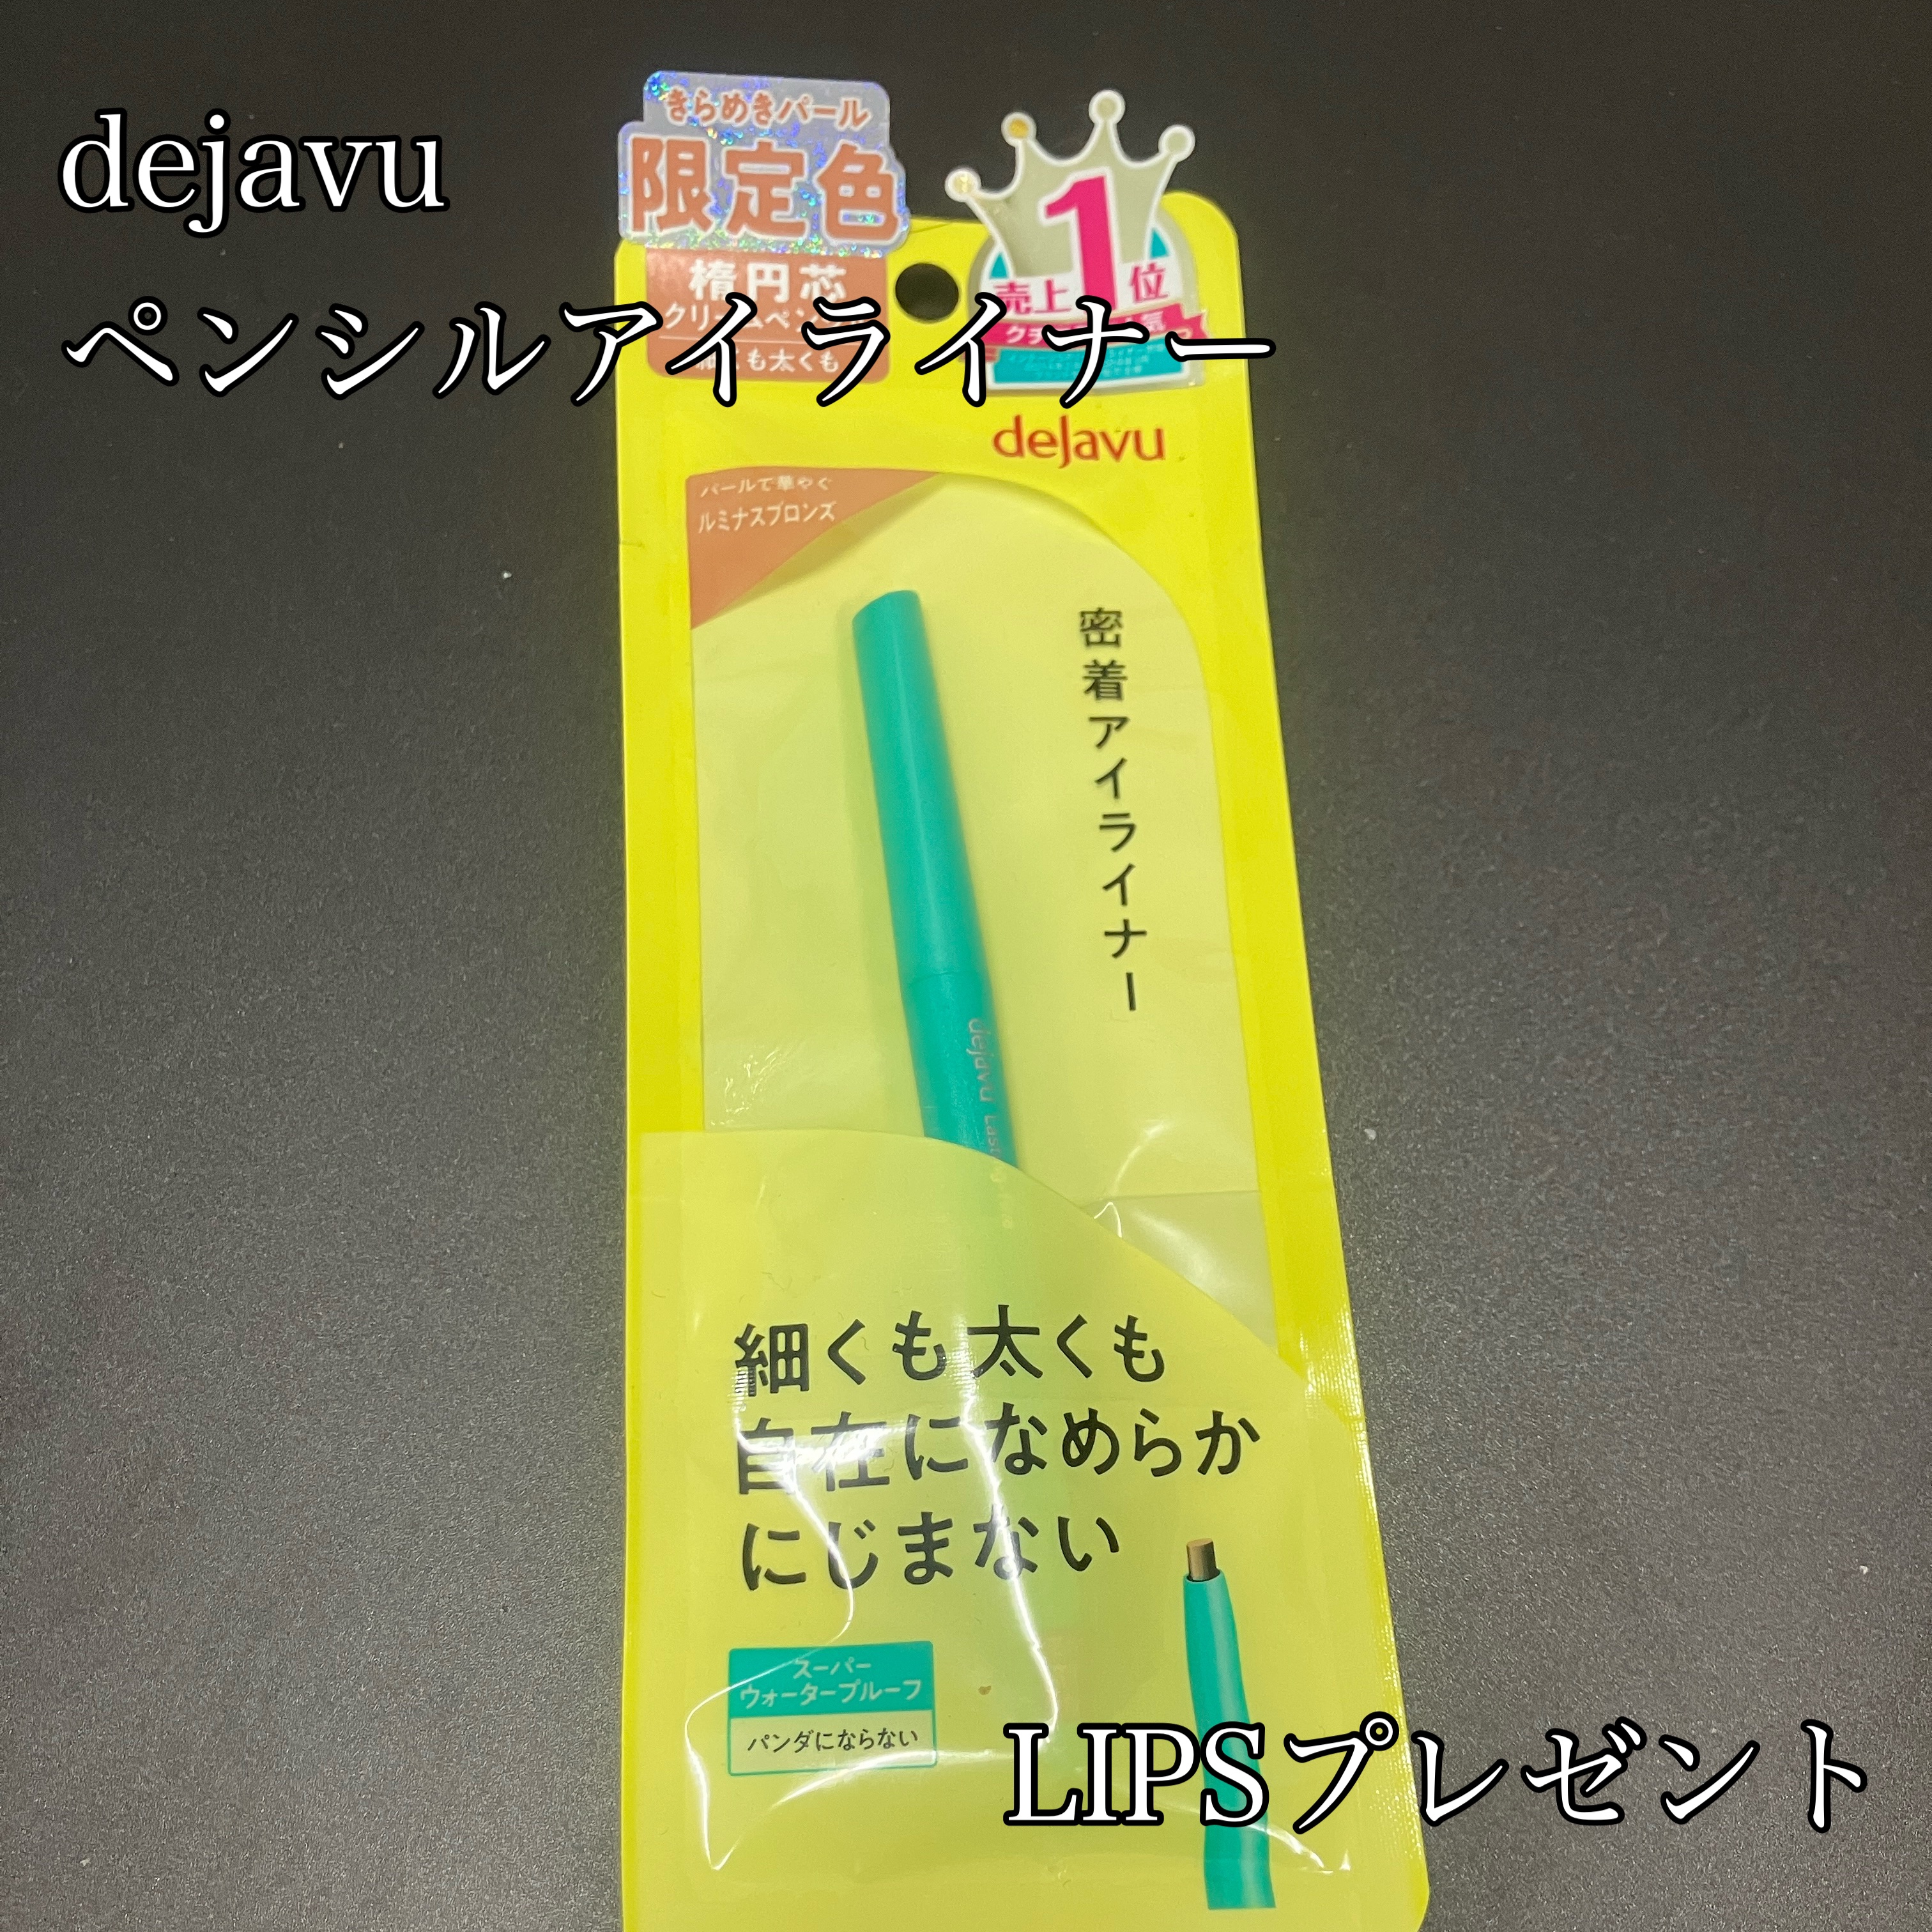 dejavu
ペンシルアイライナー
きらめきパール
限定色
楕円芯
も太くも
1
売上 位
dejavu
パールで華やぐ
ルミナスブロンズ
密着アイライナー
dejavu
細くも太くも
自在になめらか
にじまない
スーパー
ウォータープルーフ
パンダにならない
LIPSプレゼント